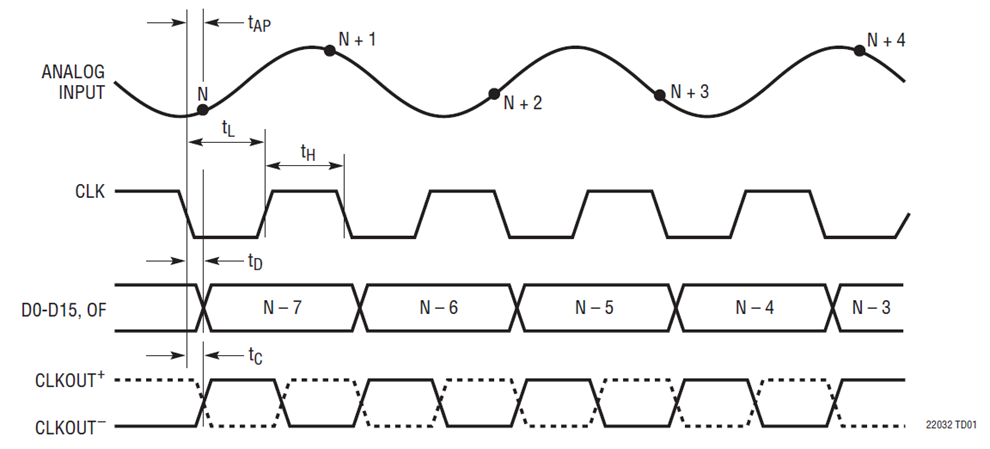 tAP
N + 1
N + 4
ANALOG
INPUT
N
N + 2
N + 3
tL
tH
CLK
tD
D0-D15, OF
N – 7
N – 6
N – 5
N – 4
N – 3
tC
CLKOUT+
CLKOUT–
22032 TD01